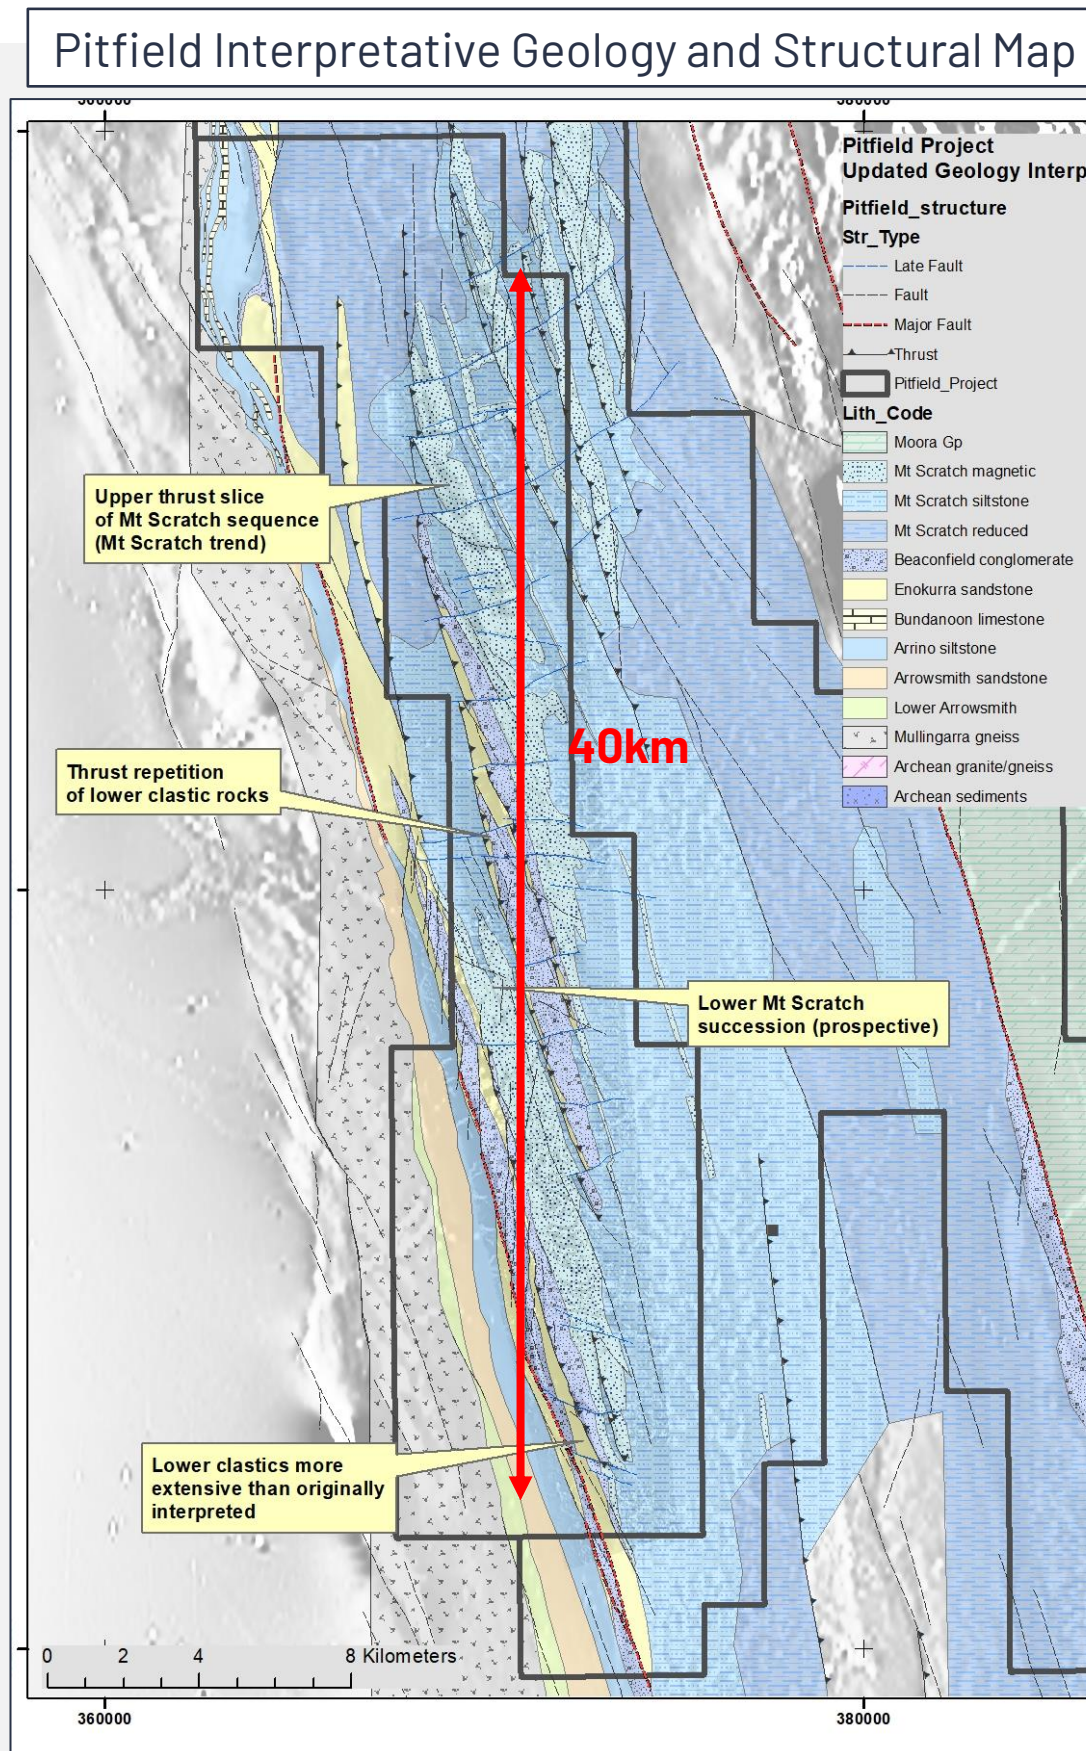 Pitfield Interpretative Geology and Structural Map
380000
Pitfield Project
Updated Geology Interp
Pitfield_structure
Str_Type
Late Fault
Fault
Major Fault
Thrust
Pitfield_Project
Lith_Code
Moora Gp
Mt Scratch magnetic
Mt Scratch siltstone
Mt Scratch reduced
Beaconfield conglomerate
Enokurra sandstone
Bundanoon limestone
Arrino siltstone
Arrowsmith sandstone
Lower Arrowsmith
Mullingarra gneiss
Archean granite/gneiss
Archean sediments
Upper thrust slice
of Mt Scratch sequence
(Mt Scratch trend)
40km
Thrust repetition
of lower clastic rocks
Lower Mt Scratch
succession (prospective)
Lower clastics more
extensive than originally
interpreted
0 2 4 8 Kilometers
360000 380000